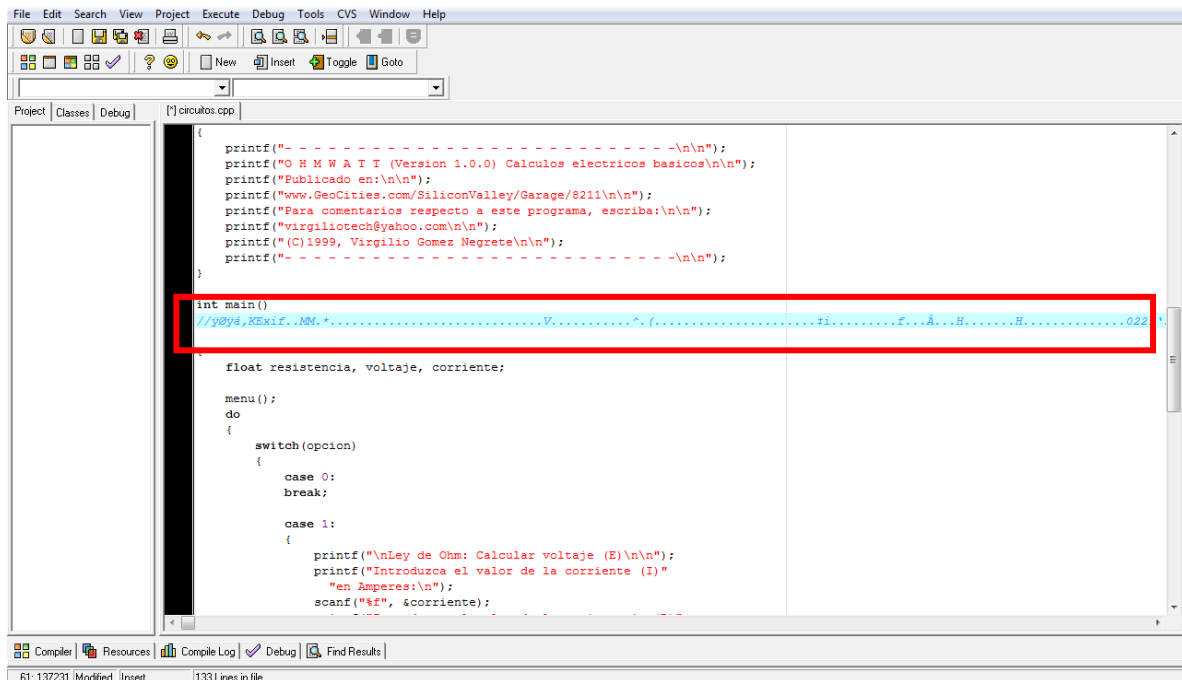 File Edit Search View Project Execute Debug Tools CVS Window Help
New Insert Toggle Goto
Project Classes Debug [*] circuitos.cpp
{
printf("- - - - - - - - - - - - - - - - - - - - - - - - - - -\n\n");
printf("O H M W A T T (Version 1.0.0) Calculos electricos basicos\n\n");
printf("Publicado en:\n\n");
printf("www.GeoCities.com/SiliconValley/Garage/8211\n\n");
printf("Para comentarios respecto a este programa, escriba:\n\n");
printf("virgiliotech@yahoo.com\n\n");
printf("(C)1999, Virgilio Gomez Negrete\n\n");
printf("- - - - - - - - - - - - - - - - - - - - - - - - - - -\n\n");
}
int main()
//ÿØÿá,KExif..MM.*.............................V...........^.(......................‡i.........f...Â...H.......H..............022
{
float resistencia, voltaje, corriente;
menu();
do
{
switch(opcion)
{
case 0:
break;
case 1:
{
printf("\nLey de Ohm: Calcular voltaje (E)\n\n");
printf("Introduzca el valor de la corriente (I)"
"en Amperes:\n");
scanf("%f", &corriente);
Compiler Resources Compile Log Debug Find Results
61: 137231 Modified Insert 133 Lines in file